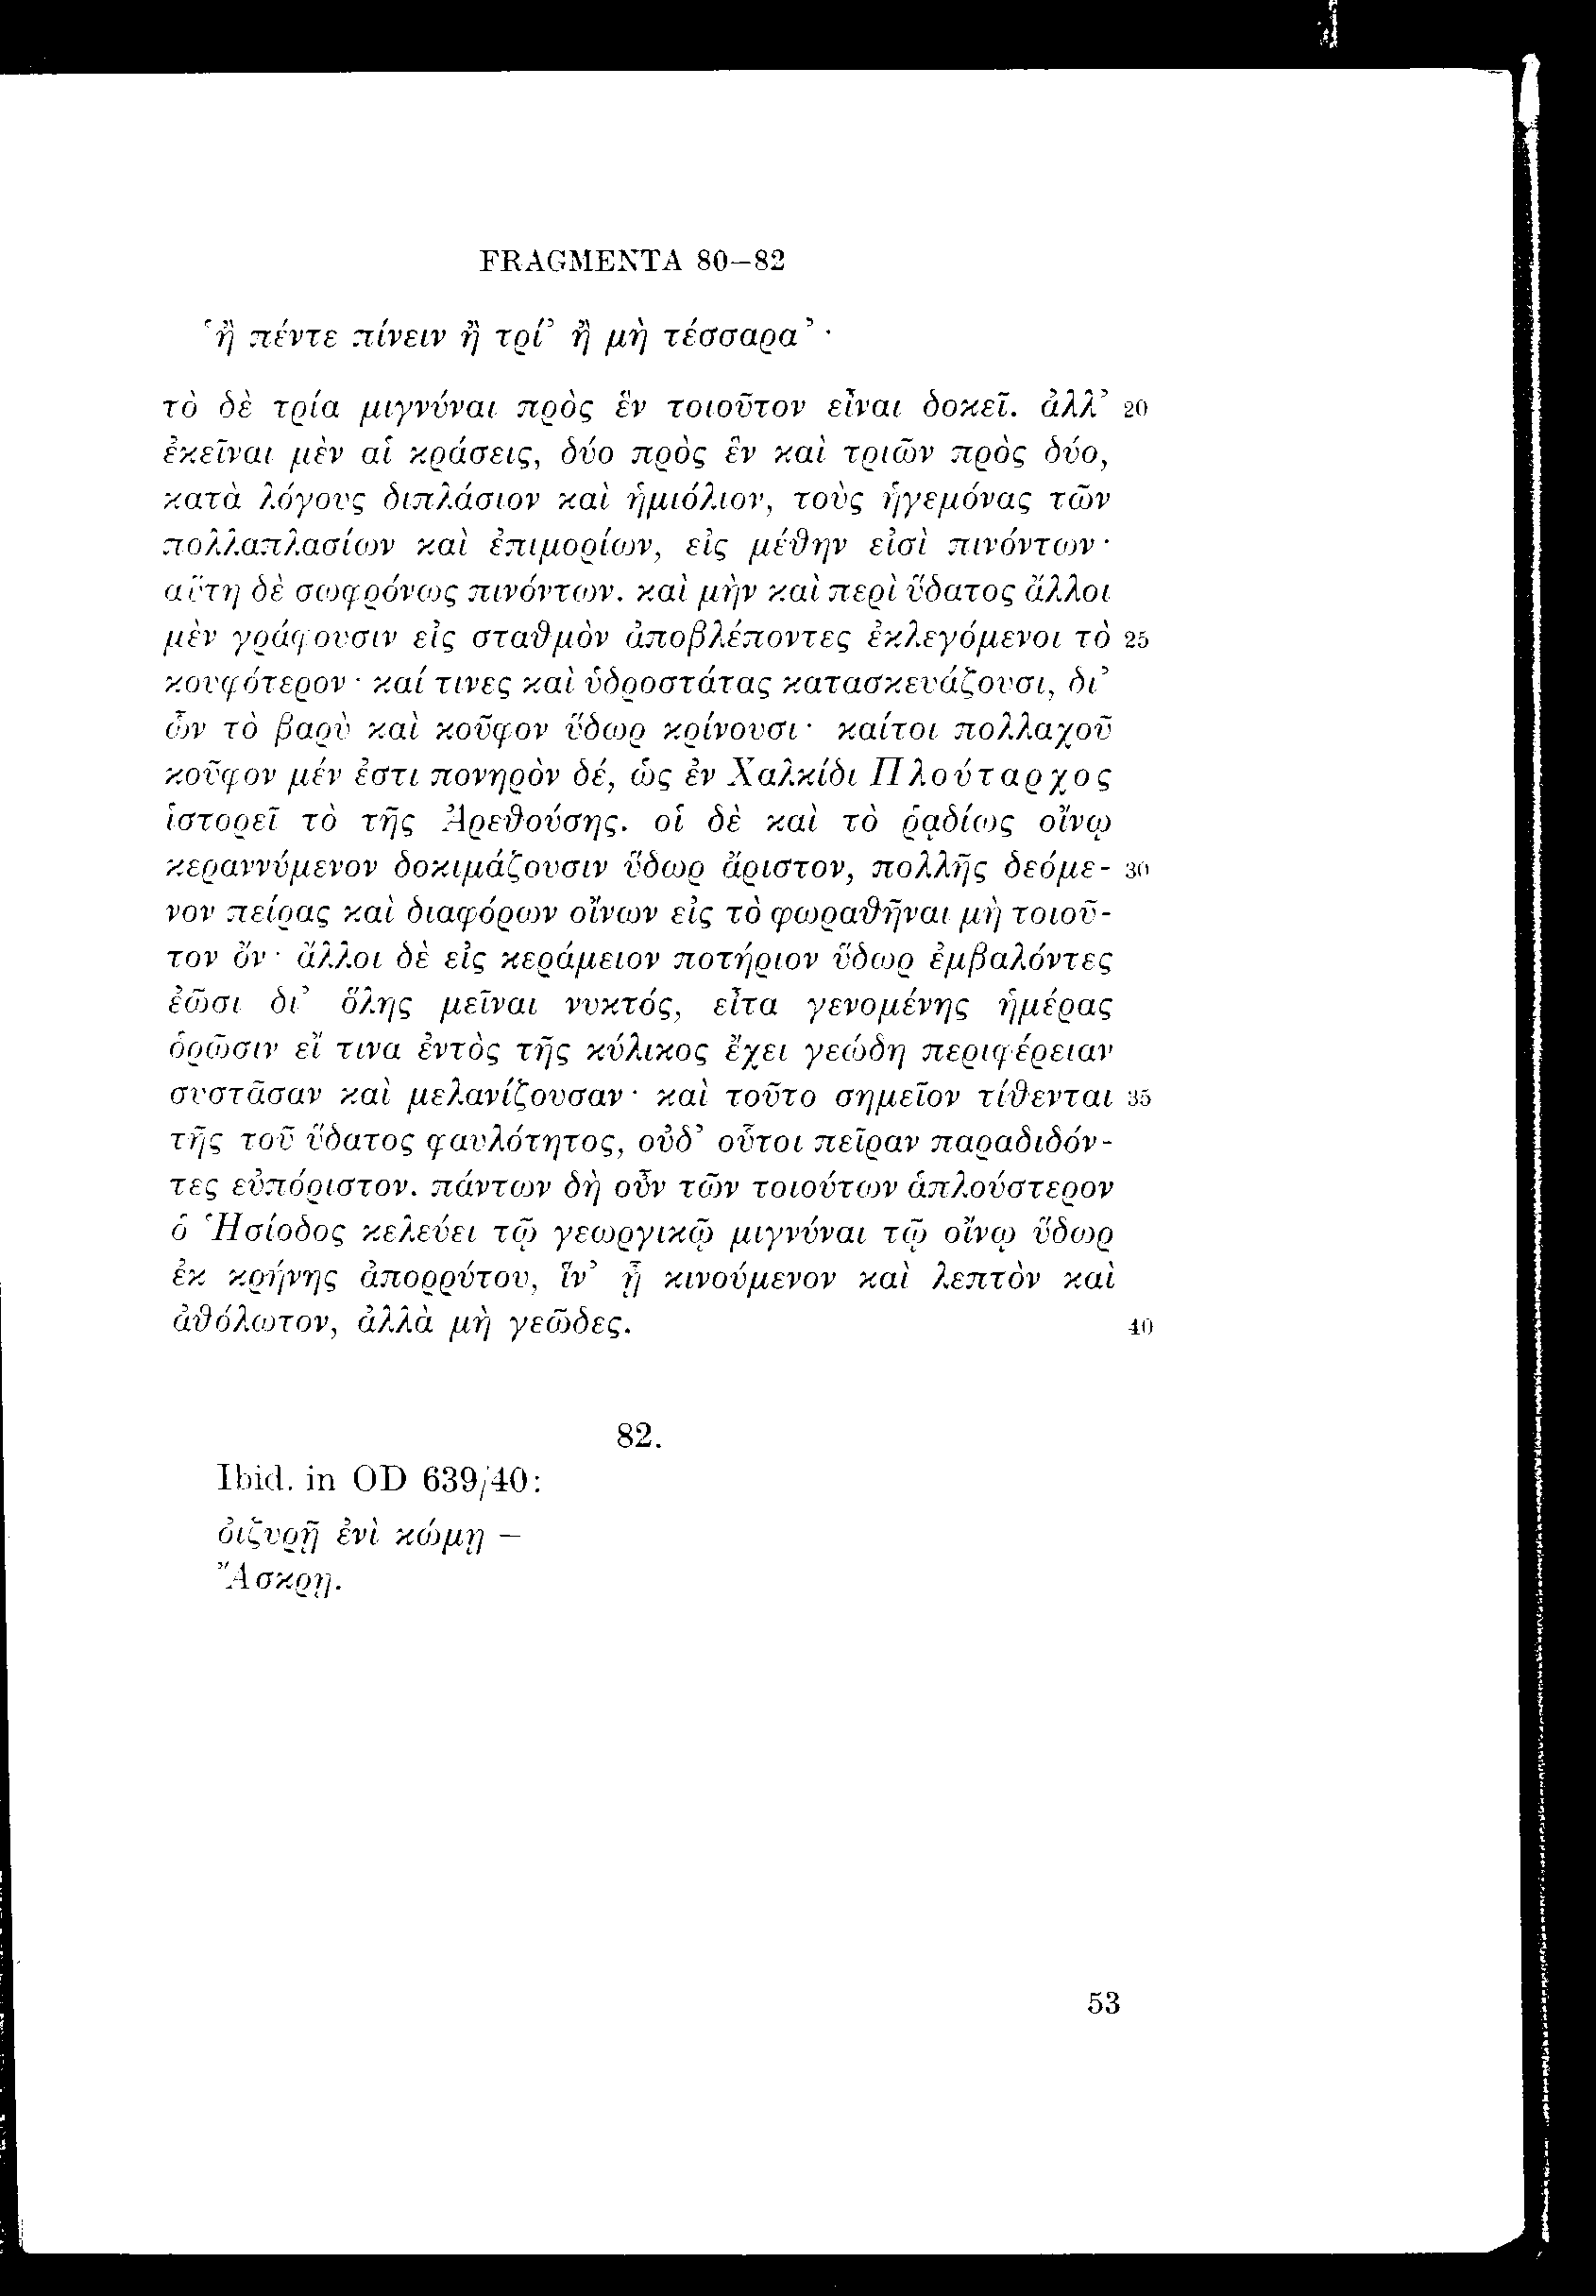 FRAGMENTA 80–82
‘ἢ πέντε πίνειν ἢ τρί’ ἢ μὴ τέσσαρα’·
τὸ δὲ τρία μιγνύναι πρὸς ἓν τοιοῦτον εἶναι δοκεῖ. ἀλλ’ 20
ἐκεῖναι μὲν αἱ κράσεις, δύο πρὸς ἓν καὶ τριῶν πρὸς δύο,
κατὰ λόγους διπλάσιον καὶ ἡμιόλιον, τοὺς ἡγεμόνας τῶν
πολλαπλασίων καὶ ἐπιμορίων, εἰς μέθην εἰσὶ πινόντων·
αὕτη δὲ σωφρόνως πινόντων. καὶ μὴν καὶ περὶ ὕδατος ἄλλοι
μὲν γράφουσιν εἰς σταθμὸν ἀποβλέποντες ἐκλεγόμενοι τὸ 25
κουφότερον· καί τινες καὶ ὑδροστάτας κατασκευάζουσι, δι’
ὧν τὸ βαρὺ καὶ κοῦφον ὕδωρ κρίνουσι· καίτοι πολλαχοῦ
κοῦφον μέν ἐστι πονηρὸν δέ, ὡς ἐν Χαλκίδι Πλούταρχος
ἱστορεῖ τὸ τῆς Ἀρεθούσης. οἱ δὲ καὶ τὸ ῥᾳδίως οἴνῳ
κεραννύμενον δοκιμάζουσιν ὕδωρ ἄριστον, πολλῆς δεόμε- 30
νον πείρας καὶ διαφόρων οἴνων εἰς τὸ φωραθῆναι μὴ τοιοῦ-
τον ὄν· ἄλλοι δὲ εἰς κεράμειον ποτήριον ὕδωρ ἐμβαλόντες
ἐῶσι δι’ ὅλης μεῖναι νυκτός, εἶτα γενομένης ἡμέρας
ὁρῶσιν εἴ τινα ἐντὸς τῆς κύλικος ἔχει γεώδη περιφέρειαν
συστᾶσαν καὶ μελανίζουσαν· καὶ τοῦτο σημεῖον τίθενται 35
τῆς τοῦ ὕδατος φαυλότητος, οὐδ’ οὗτοι πεῖραν παραδιδόν-
τες εὐπόριστον. πάντων δὴ οὖν τῶν τοιούτων ἁπλούστερον
ὁ Ἡσίοδος κελεύει τῷ γεωργικῷ μιγνύναι τῷ οἴνῳ ὕδωρ
ἐκ κρήνης ἀπορρύτου, ἵν’ ᾖ κινούμενον καὶ λεπτὸν καὶ
ἀθόλωτον, ἀλλὰ μὴ γεῶδες. 40
82.
Ibid. in OD 639/40:
ὀιζυρῇ ἐνὶ κώμῃ –
Ἄσκρῃ.
53